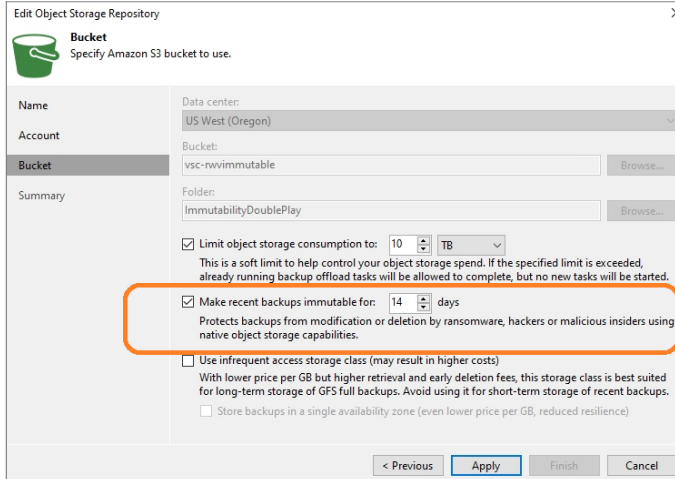 Edit Object Storage Repository
Bucket
Specify Amazon S3 bucket to use.
Name
Account
Bucket
Summary
Data center:
US West (Oregon)
Bucket:
vsc-rwvimmutable
Browse...
Folder:
ImmutabilityDoublePlay
Browse...
Limit object storage consumption to: 10 TB
This is a soft limit to help control your object storage spend. If the specified limit is exceeded,
already running backup offload tasks will be allowed to complete, but no new tasks will be started.
Make recent backups immutable for: 14 days
Protects backups from modification or deletion by ransomware, hackers or malicious insiders using
native object storage capabilities.
Use infrequent access storage class (may result in higher costs)
With lower price per GB but higher retrieval and early deletion fees, this storage class is best suited
for long-term storage of GFS full backups. Avoid using it for short-term storage of recent backups.
Store backups in a single availability zone (even lower price per GB, reduced resilience)
< Previous
Apply
Finish
Cancel